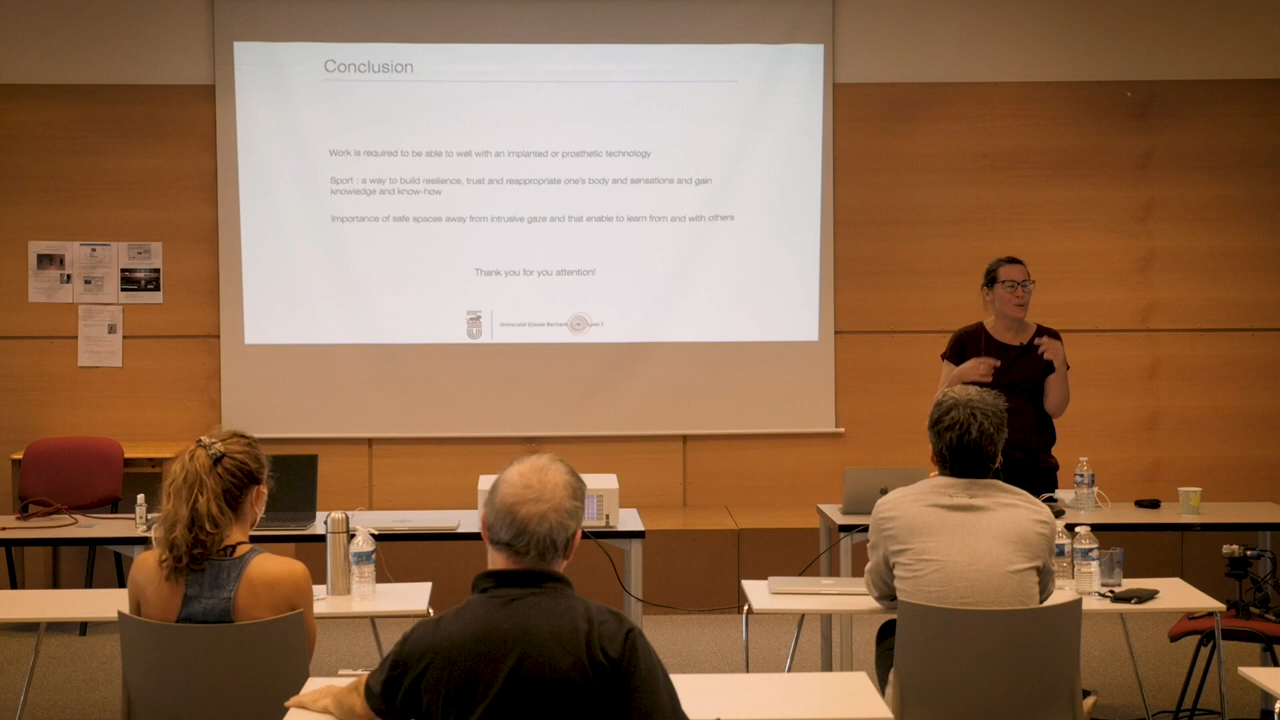 Conclusion
Work is required to be able to well with an implanted or prosthetic technology
Sport : a way to build resilience, trust and reappropriate one's body and sensations and gain
knowledge and know-how
Importance of safe spaces away from intrusive gaze and that enable to learn from and with others
Thank you for you attention!
Université Claude Bernard Lyon 1